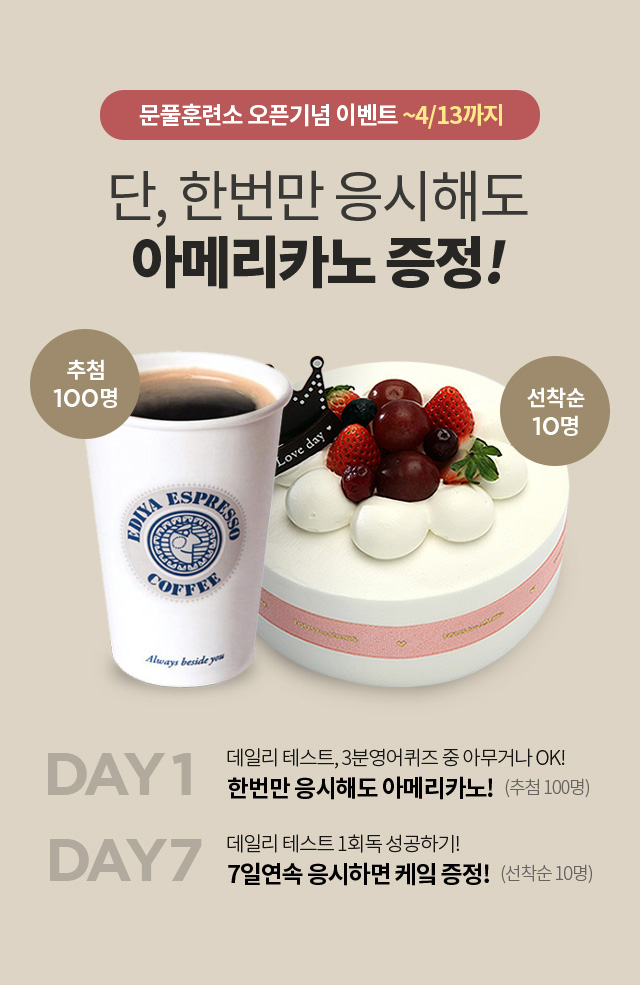 문풀훈련소 오픈기념 이벤트 ~4/13까지
단, 한번만 응시해도
아메리카노 증정!
추첨
100명
선착순
10명
Love day
EDIYA ESPRESSO
COFFEE
Always beside you
DAY 1
데일리 테스트, 3분영어퀴즈 중 아무거나 OK!
한번만 응시해도 아메리카노! (추첨 100명)
DAY 7
데일리 테스트 1회독 성공하기!
7일연속 응시하면 케잌 증정! (선착순 10명)